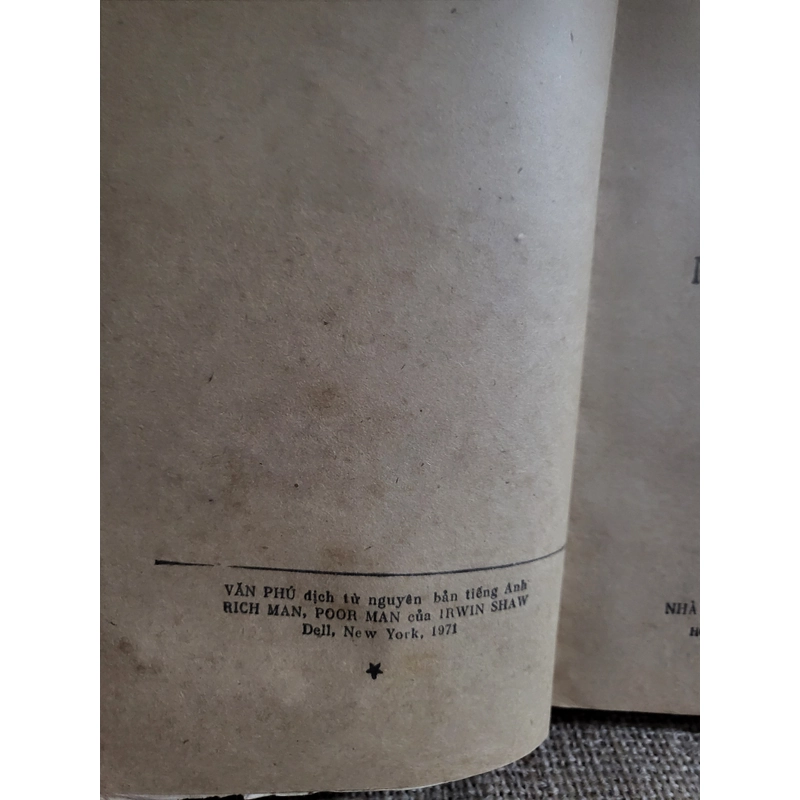 VĂN PHÚ dịch từ nguyên bản tiếng Anh
RICH MAN, POOR MAN của IRWIN SHAW
Dell, New York, 1971
NHÀ